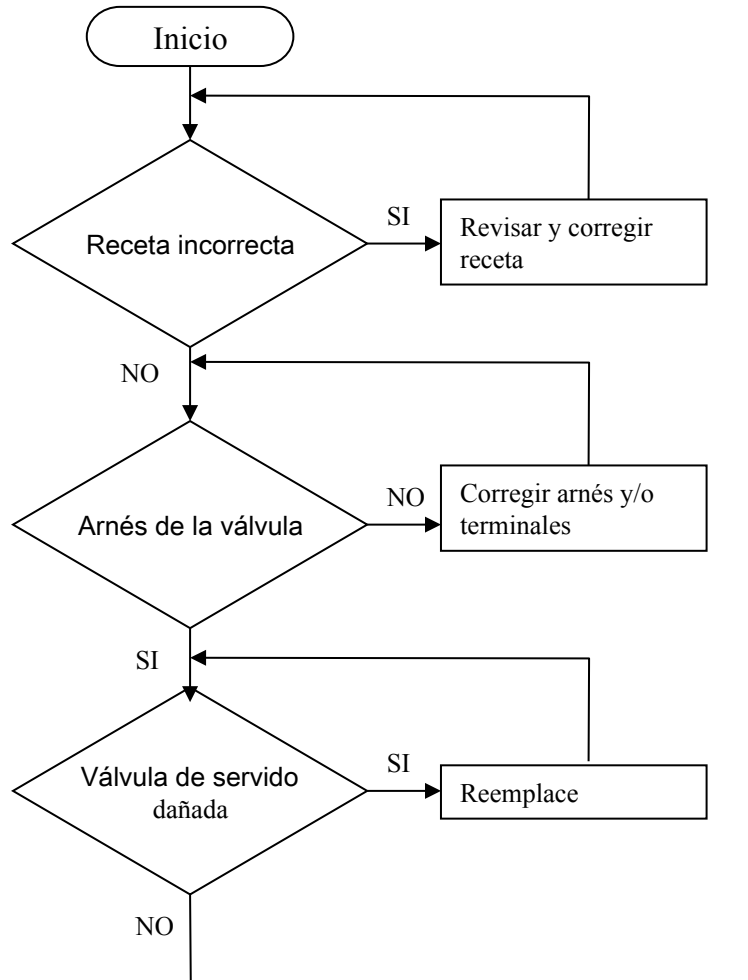 Inicio
Receta incorrecta
SI
Revisar y corregir
receta
NO
Arnés de la válvula
NO
Corregir arnés y/o
terminales
SI
Válvula de servido
dañada
SI
Reemplace
NO